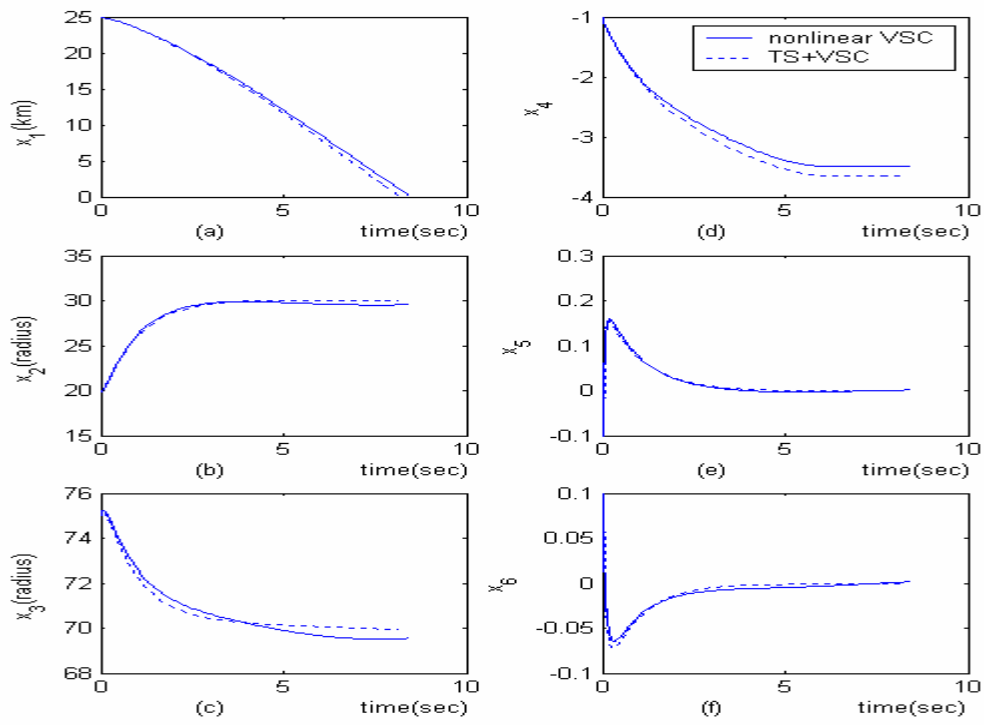 25
20
15
10
5
0
x1(km)
0
5
10
(a)
time(sec)
-1
-2
-3
-4
x4
nonlinear VSC
TS+VSC
0
5
10
(d)
time(sec)
35
30
25
20
15
x2(radius)
0
5
10
(b)
time(sec)
0.3
0.2
0.1
0
-0.1
x5
0
5
10
(e)
time(sec)
76
74
72
70
68
x3(radius)
0
5
10
(c)
time(sec)
0.1
0.05
0
-0.05
-0.1
x6
0
5
10
(f)
time(sec)